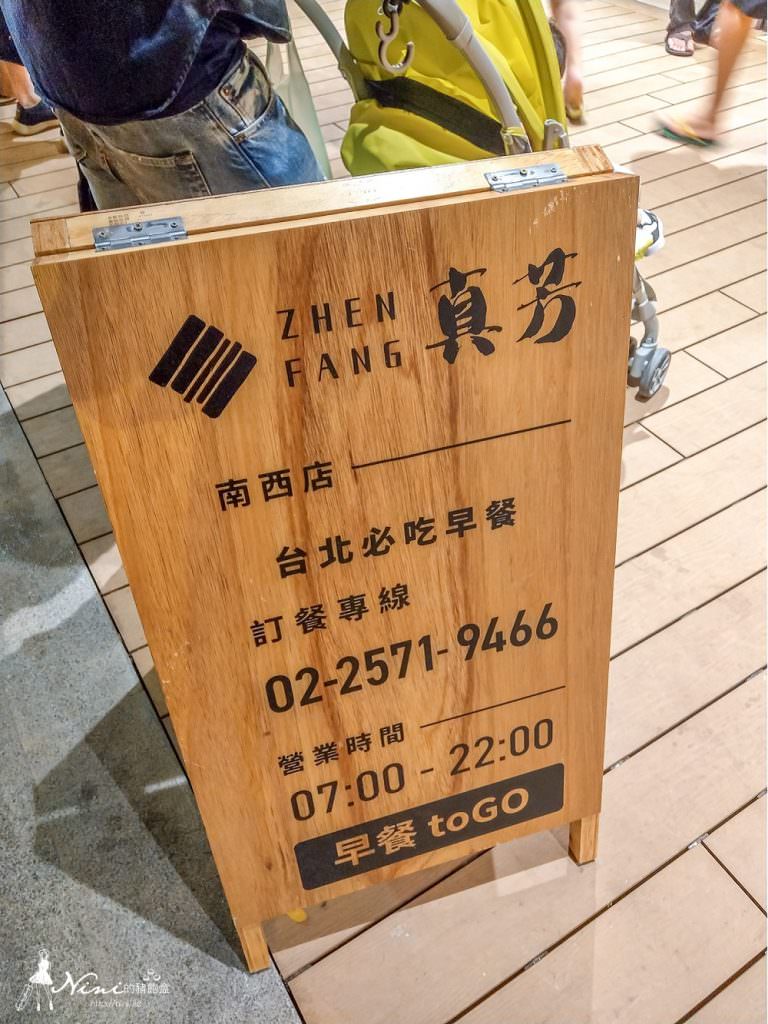 ZHEN
FANG 真芳
南西店
台北必吃早餐
訂餐專線
02-2571-9466
營業時間
07:00 - 22:00
早餐 toGO
Nini的豬飽盒